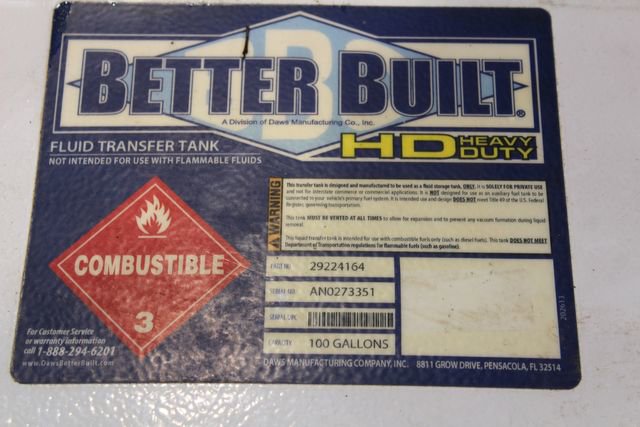 BETTER BUILT®
A Division of Daws Manufacturing Co., Inc.
HD HEAVY DUTY
FLUID TRANSFER TANK
NOT INTENDED FOR USE WITH FLAMMABLE FLUIDS
COMBUSTIBLE
3
For Customer Service
or warranty information
call 1-888-294-6201
www.DawsBetterBuilt.com
WARNING
This transfer tank is designed and manufactured to be used as a fluid storage tank, ONLY. It is SOLELY FOR PRIVATE USE
and not for interstate commerce or commercial applications. It is NOT designed for use as an auxiliary fuel tank to be
connected to your vehicle's primary fuel system. It is intended use and design DOES NOT meet Title 49 of the U.S. Federal
Register, governing transportation.
This tank MUST BE VENTED AT ALL TIMES to allow for expansion and to prevent any vacuum formation during liquid
removal.
This liquid transfer tank is intended for use with combustible fuels only (such as diesel fuels). This tank DOES NOT MEET
Department of Transportation regulations for flammable fuels (such as gasoline).
PART NO. 29224164
SERIAL NO. AN0273351
SERIAL/UPC
CAPACITY 100 GALLONS
202613
DAWS MANUFACTURING COMPANY, INC. 8811 GROW DRIVE, PENSACOLA, FL 32514